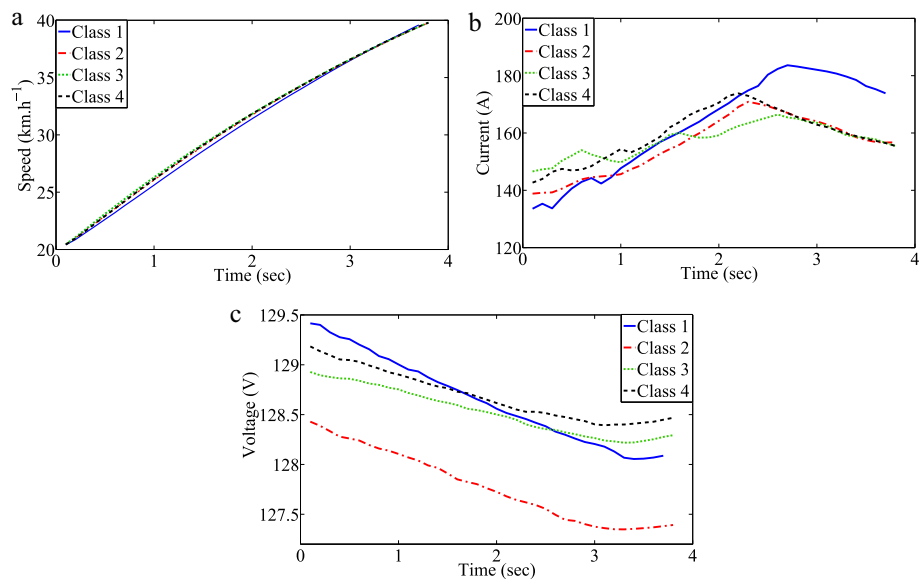 a
40
35
30
25
20
Speed (km.h⁻¹)
Class 1
Class 2
Class 3
Class 4
0
1
2
3
4
Time (sec)
b
200
180
160
140
120
Current (A)
Class 1
Class 2
Class 3
Class 4
0
1
2
3
4
Time (sec)
c
129.5
129
128.5
128
127.5
Voltage (V)
Class 1
Class 2
Class 3
Class 4
0
1
2
3
4
Time (sec)